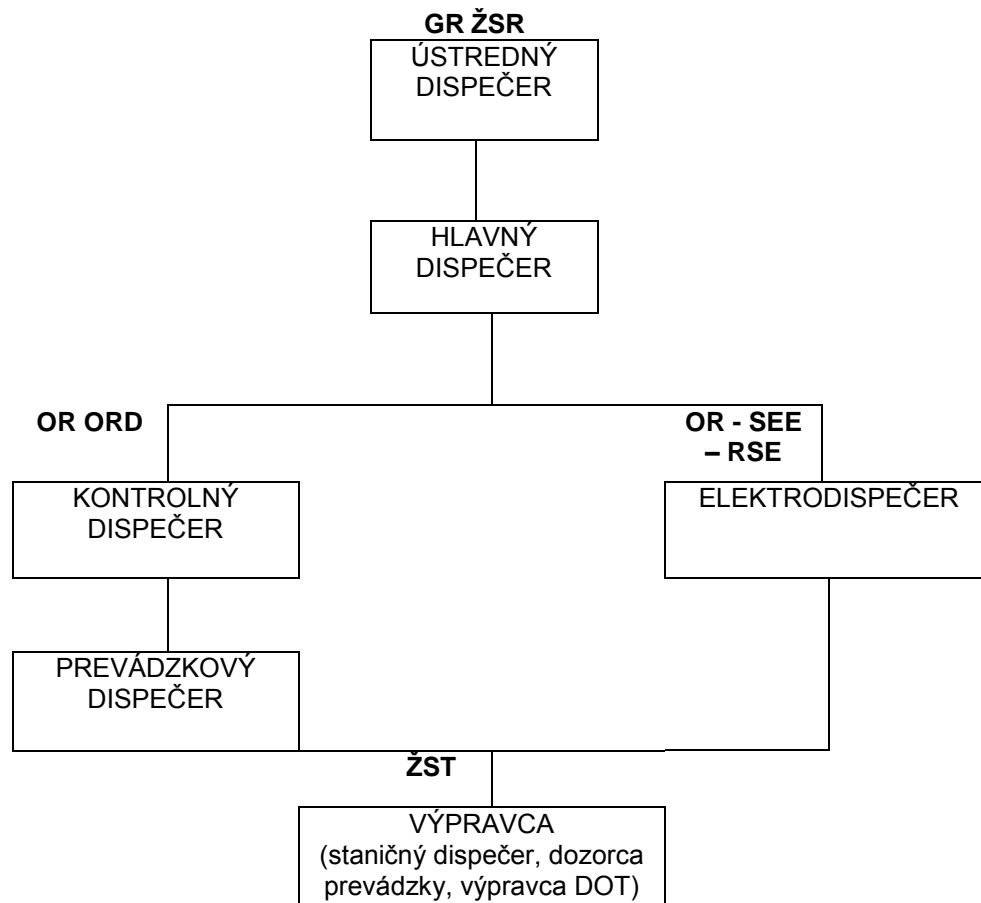 GR ŽSR
ÚSTREDNÝ
DISPEČER
HLAVNÝ
DISPEČER
OR ORD
OR - SEE
– RSE
KONTROLNÝ
DISPEČER
ELEKTRODISPEČER
PREVÁDZKOVÝ
DISPEČER
ŽST
VÝPRAVCA
(staničný dispečer, dozorca
prevádzky, výpravca DOT)